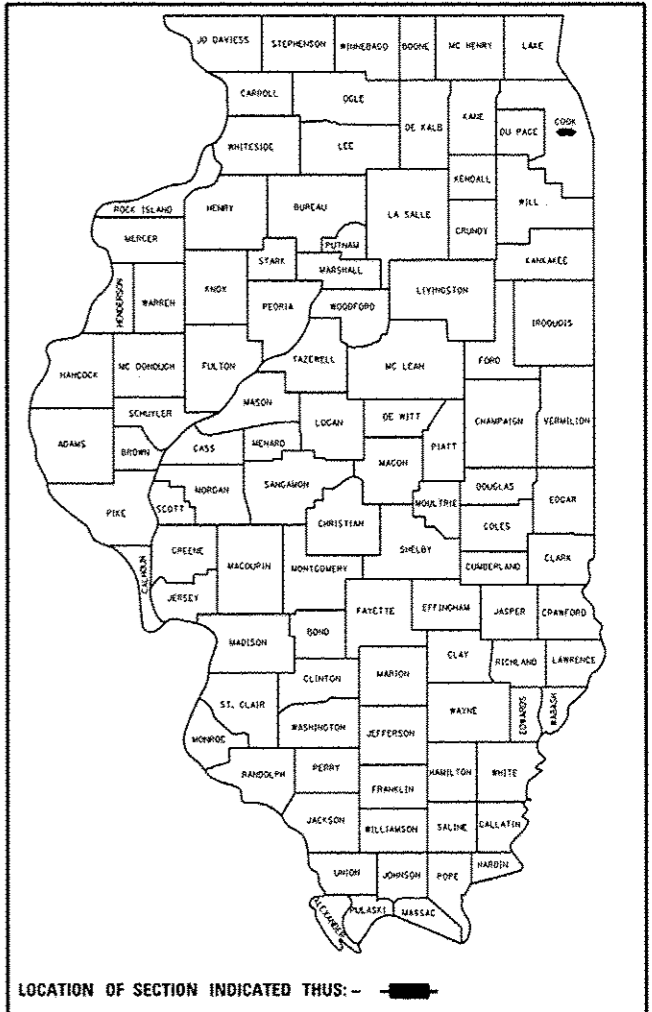 JO DAVIESS STEPHENSON WINNEBAGO BOONE MC HENRY LAKE
CARROLL OGLE DE KALB KANE COOK
DU PAGE
WHITESIDE LEE
KENDALL
ROCK ISLAND HENRY BUREAU LA SALLE WILL
MERCER PUTNAM GRUNDY
STARK MARSHALL KANKAKEE
HENDERSON WARREN KNOX PEORIA WOODFORD LIVINGSTON IROQUOIS
HANCOCK MC DONOUGH FULTON TAZEWELL MC LEAN FORD
MASON
SCHUYLER LOGAN DE WITT CHAMPAIGN VERMILION
ADAMS BROWN CASS MENARD PIATT
MACON
PIKE SCOTT MORGAN SANGAMON MOULTRIE DOUGLAS EDGAR
CHRISTIAN COLES
CALHOUN GREENE MACOUPIN MONTGOMERY SHELBY CUMBERLAND CLARK
JERSEY FAYETTE EFFINGHAM JASPER CRAWFORD
MADISON BOND
CLAY RICHLAND LAWRENCE
CLINTON MARION
ST. CLAIR WAYNE EDWARDS WABASH
MONROE WASHINGTON JEFFERSON
RANDOLPH PERRY HAMILTON WHITE
FRANKLIN
JACKSON WILLIAMSON SALINE GALLATIN
UNION JOHNSON POPE HARDIN
ALEXANDER PULASKI MASSAC
LOCATION OF SECTION INDICATED THUS: -